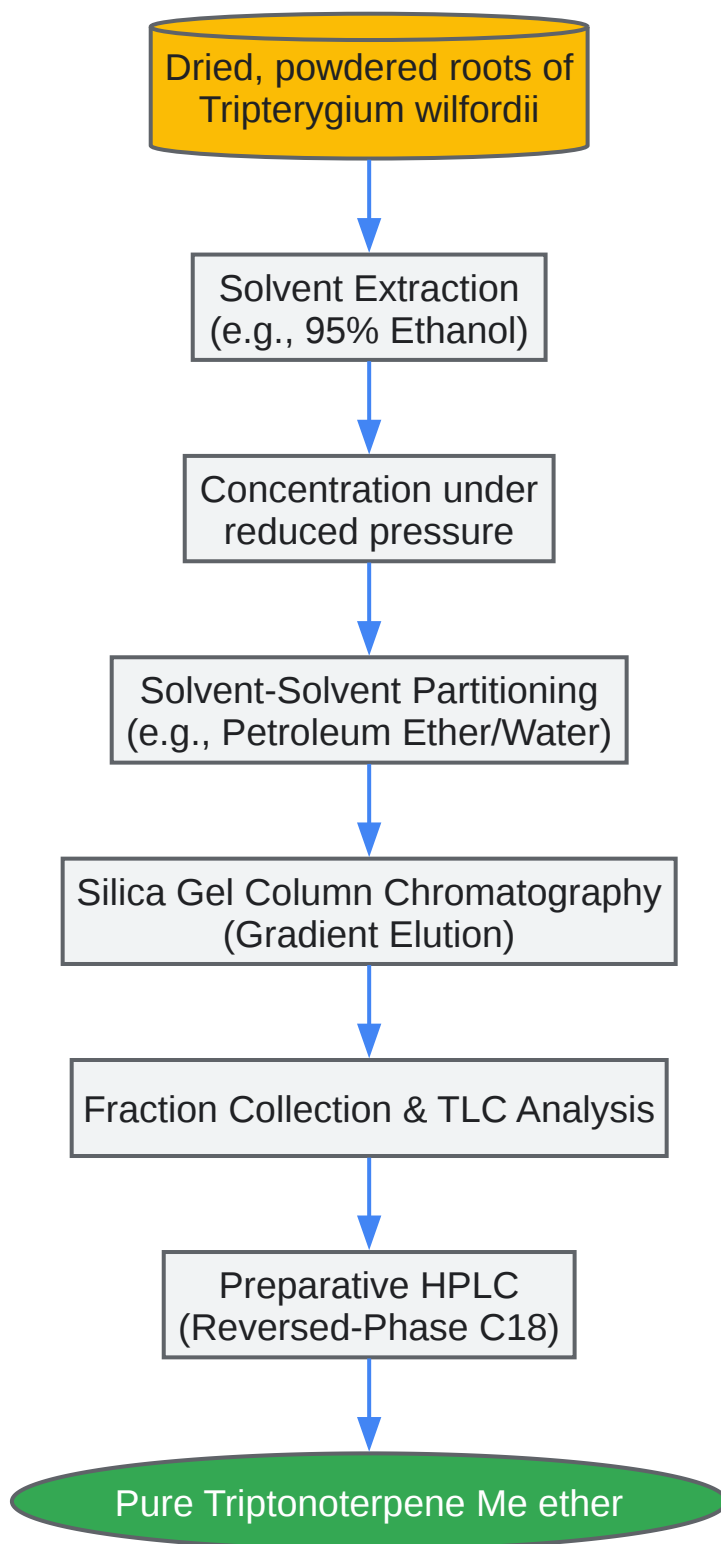 Dried, powdered roots of
Tripterygium wilfordii
Solvent Extraction
(e.g., 95% Ethanol)
Concentration under
reduced pressure
Solvent-Solvent Partitioning
(e.g., Petroleum Ether/Water)
Silica Gel Column Chromatography
(Gradient Elution)
Fraction Collection & TLC Analysis
Preparative HPLC
(Reversed-Phase C18)
Pure Triptonoterpene Me ether